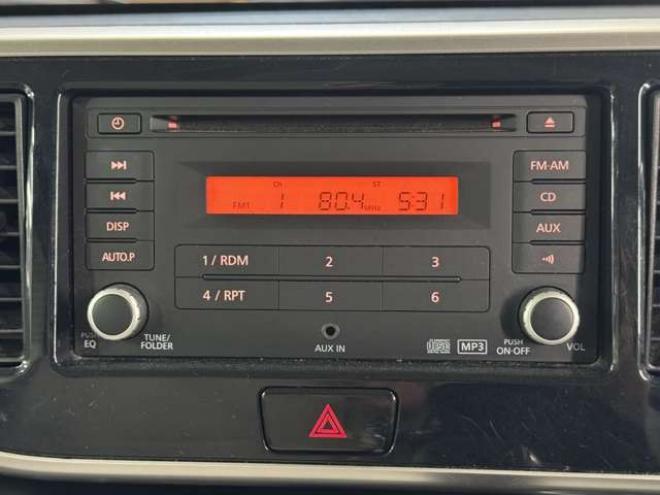 Ch ST
FM1 1 80.4 MHz 5:31
FM·AM
CD
DISP
AUX
AUTO.P
1 / RDM 2 3
4 / RPT 5 6
PUSH
EQ
TUNE/
FOLDER
AUX IN
disc
MP3
PUSH
ON·OFF
VOL